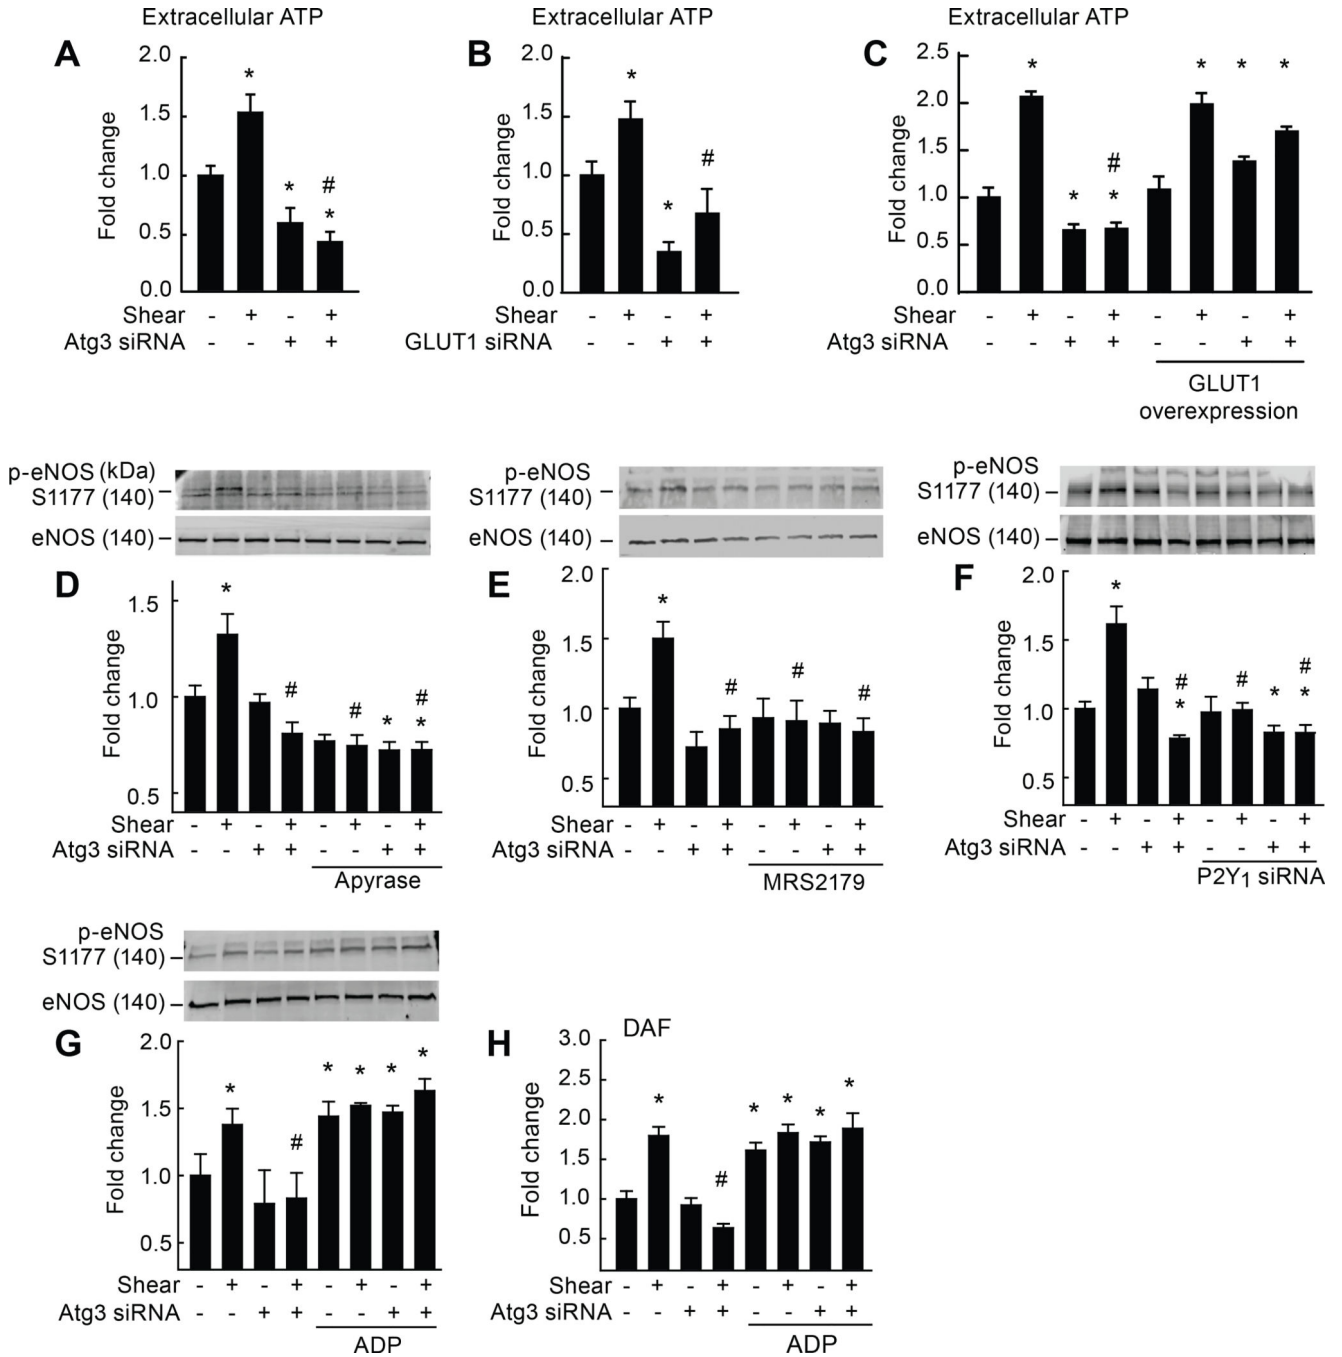 Extracellular ATP
A
2.0
1.5
1.0
0.5
0.0
Fold change
*
*
#
*
Shear - + - +
Atg3 siRNA - - + +
Extracellular ATP
B
2.0
1.5
1.0
0.5
0.0
Fold change
*
*
#
Shear - + - +
GLUT1 siRNA - - + +
Extracellular ATP
C
2.5
2.0
1.5
1.0
0.5
0.0
Fold change
*
*
#
*
* * *
Shear - + - + - + - +
Atg3 siRNA - - + + - - + +
GLUT1
overexpression
p-eNOS (kDa)
S1177 (140)
eNOS (140)
D
1.5
1.0
0.5
Fold change
*
#
#
*
#
*
Shear - + - + - + - +
Atg3 siRNA - - + + - - + +
Apyrase
p-eNOS
S1177 (140)
eNOS (140)
E
2.0
1.5
1.0
0.5
Fold change
*
#
#
#
Shear - + - + - + - +
Atg3 siRNA - - + + - - + +
MRS2179
p-eNOS
S1177 (140)
eNOS (140)
F
2.0
1.5
1.0
0.5
Fold change
*
#
*
#
*
#
*
Shear - + - + - + - +
Atg3 siRNA - - + + - - + +
P2Y1 siRNA
p-eNOS
S1177 (140)
eNOS (140)
G
2.0
1.5
1.0
0.5
Fold change
*
#
* * * *
Shear - + - + - + - +
Atg3 siRNA - - + + - - + +
ADP
H
DAF
3.0
2.5
2.0
1.5
1.0
0.5
Fold change
*
#
* * * *
Shear - + - + - + - +
Atg3 siRNA - - + + - - + +
ADP